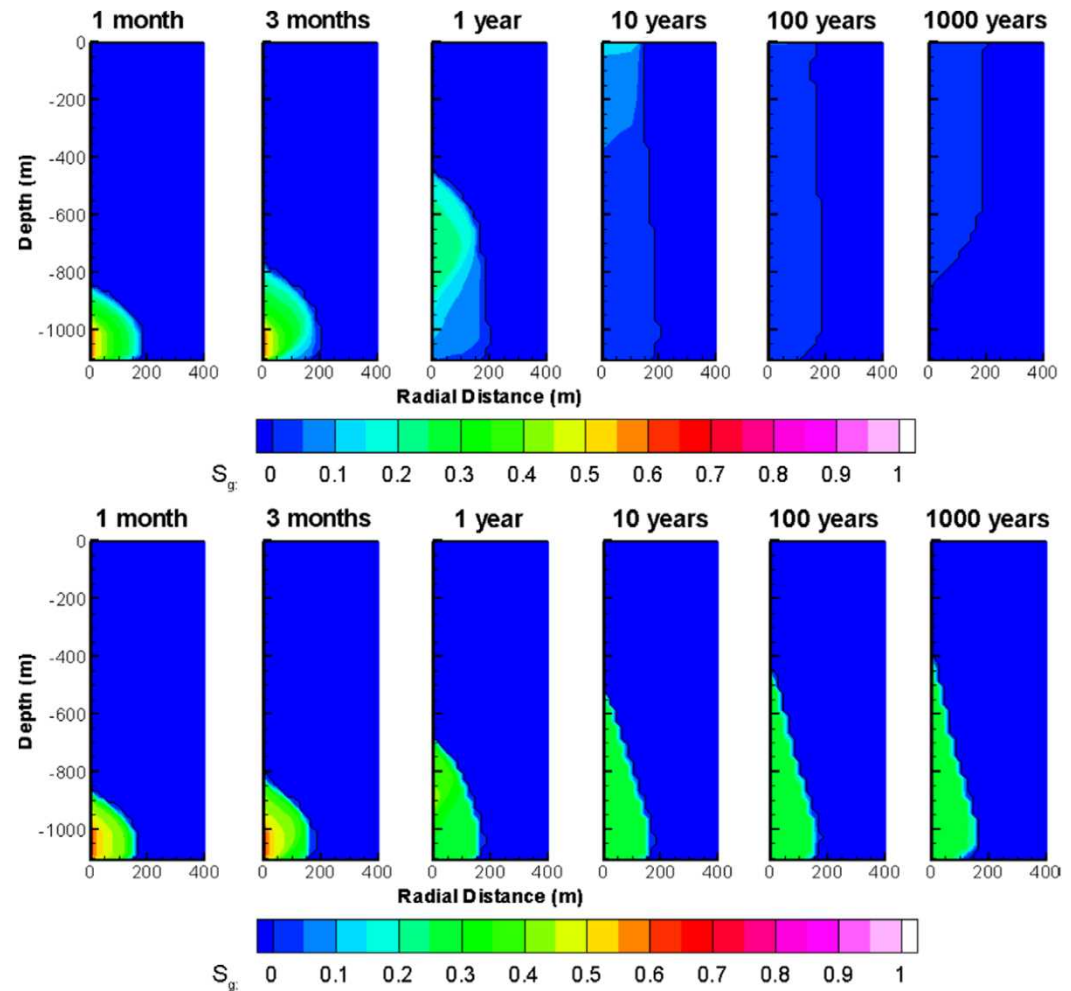 1 month 3 months 1 year 10 years 100 years 1000 years
0
-200
-400
-600
-800
-1000
Depth (m)
0 200 400 0 200 400 0 200 400 0 200 400 0 200 400 0 200 400
Radial Distance (m)
Sg: 0 0.1 0.2 0.3 0.4 0.5 0.6 0.7 0.8 0.9 1
1 month 3 months 1 year 10 years 100 years 1000 years
0
-200
-400
-600
-800
-1000
Depth (m)
0 200 400 0 200 400 0 200 400 0 200 400 0 200 400 0 200 400
Radial Distance (m)
Sg: 0 0.1 0.2 0.3 0.4 0.5 0.6 0.7 0.8 0.9 1